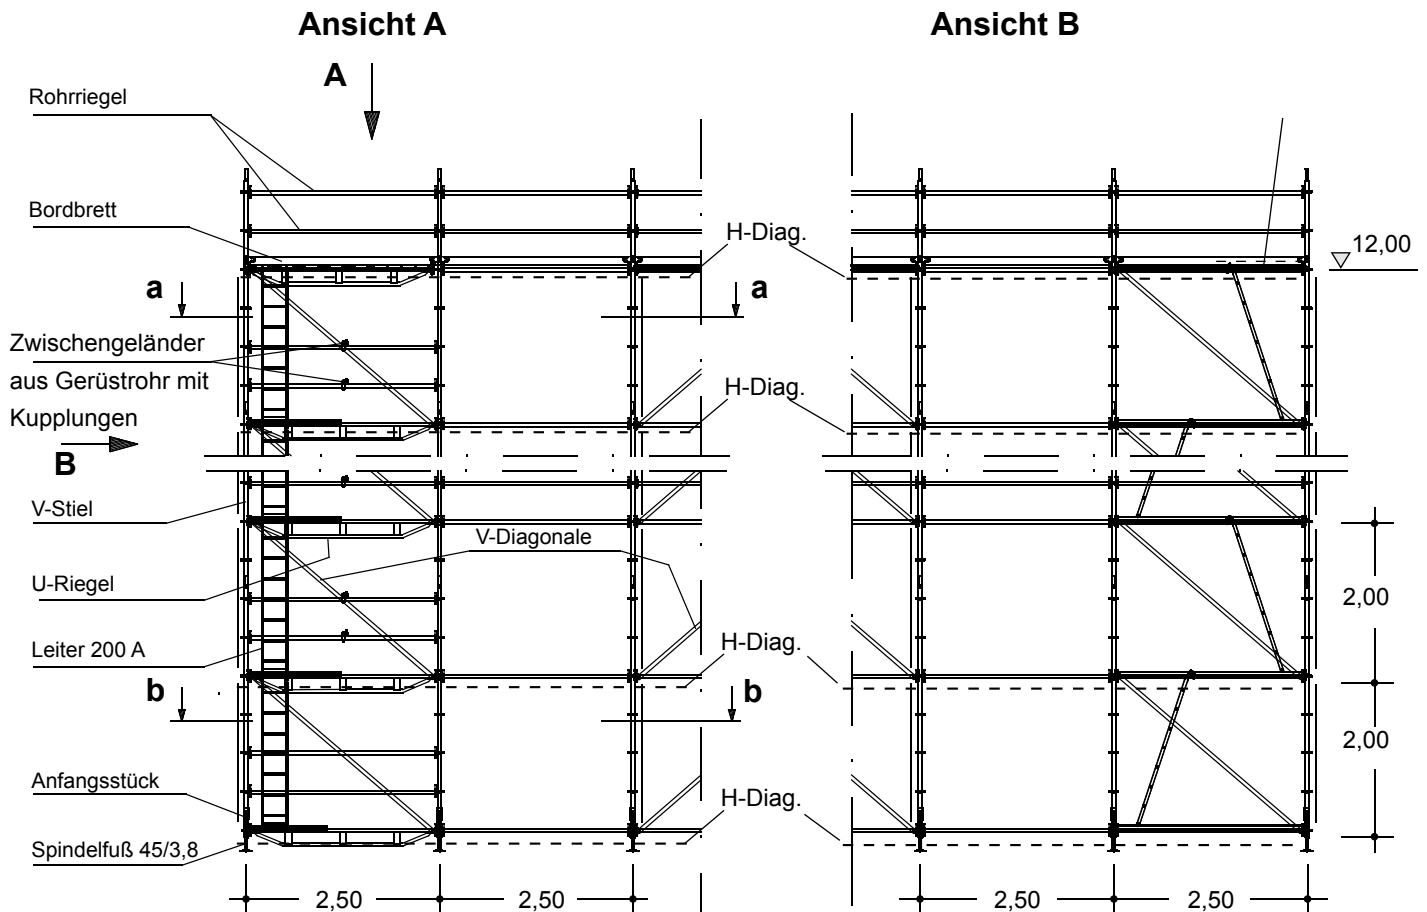 Ansicht A
Ansicht B
A
Rohrriegel
Bordbrett
H-Diag.
12,00
a
a
Zwischengeländer
aus Gerüstrohr mit
Kupplungen
H-Diag.
B
V-Stiel
V-Diagonale
U-Riegel
2,00
Leiter 200 A
H-Diag.
b
b
2,00
Anfangsstück
H-Diag.
Spindelfuß 45/3,8
2,50
2,50
2,50
2,50